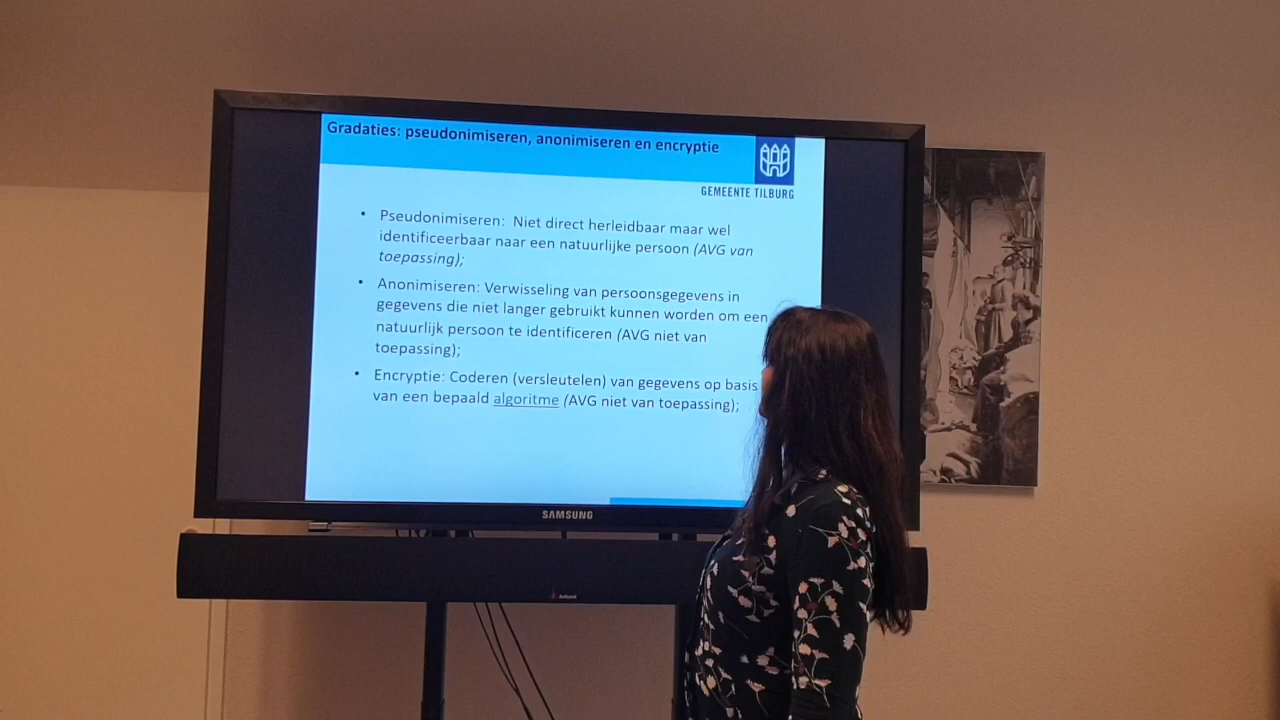 Gradaties: pseudonimiseren, anonimiseren en encryptie
GEMEENTE TILBURG
• Pseudonimiseren: Niet direct herleidbaar maar wel
identificeerbaar naar een natuurlijke persoon (AVG van
toepassing);
• Anonimiseren: Verwisseling van persoonsgegevens in
gegevens die niet langer gebruikt kunnen worden om een
natuurlijk persoon te identificeren (AVG niet van
toepassing);
• Encryptie: Coderen (versleutelen) van gegevens op basis
van een bepaald algoritme (AVG niet van toepassing);
SAMSUNG